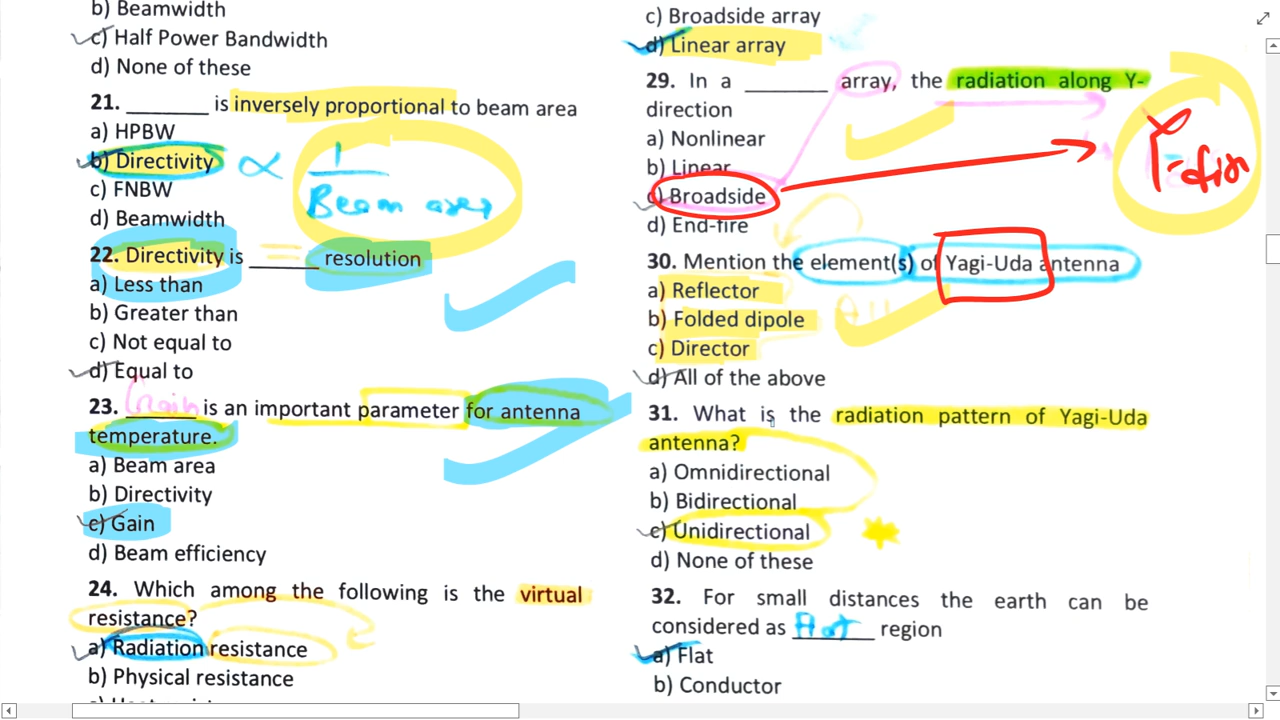 b) Beamwidth
c) Half Power Bandwidth
d) None of these
21. ________ is inversely proportional to beam area
a) HPBW
b) Directivity ∝ 1
Beam area
c) FNBW
d) Beamwidth
22. Directivity is ______ resolution
a) Less than
b) Greater than
c) Not equal to
d) Equal to
23. Gain is an important parameter for antenna
temperature.
a) Beam area
b) Directivity
c) Gain
d) Beam efficiency
24. Which among the following is the virtual
resistance?
a) Radiation resistance
b) Physical resistance
c) Broadside array
d) Linear array
29. In a ________ array, the radiation along Y-
direction
a) Nonlinear
b) Linear
c) Broadside
d) End-fire
30. Mention the element(s) of Yagi-Uda antenna
a) Reflector
b) Folded dipole
c) Director
d) All of the above
31. What is the radiation pattern of Yagi-Uda
antenna?
a) Omnidirectional
b) Bidirectional
c) Unidirectional
d) None of these
32. For small distances the earth can be
considered as Flat region
a) Flat
b) Conductor